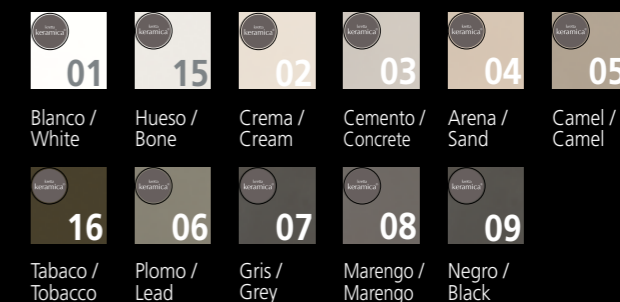 keramica
01
keramica
15
keramica
02
keramica
03
keramica
04
keramica
05
Blanco /
White
Hueso /
Bone
Crema /
Cream
Cemento /
Concrete
Arena /
Sand
Camel /
Camel
keramica
16
keramica
06
keramica
07
keramica
08
keramica
09
Tabaco /
Tobacco
Plomo /
Lead
Gris /
Grey
Marengo /
Marengo
Negro /
Black